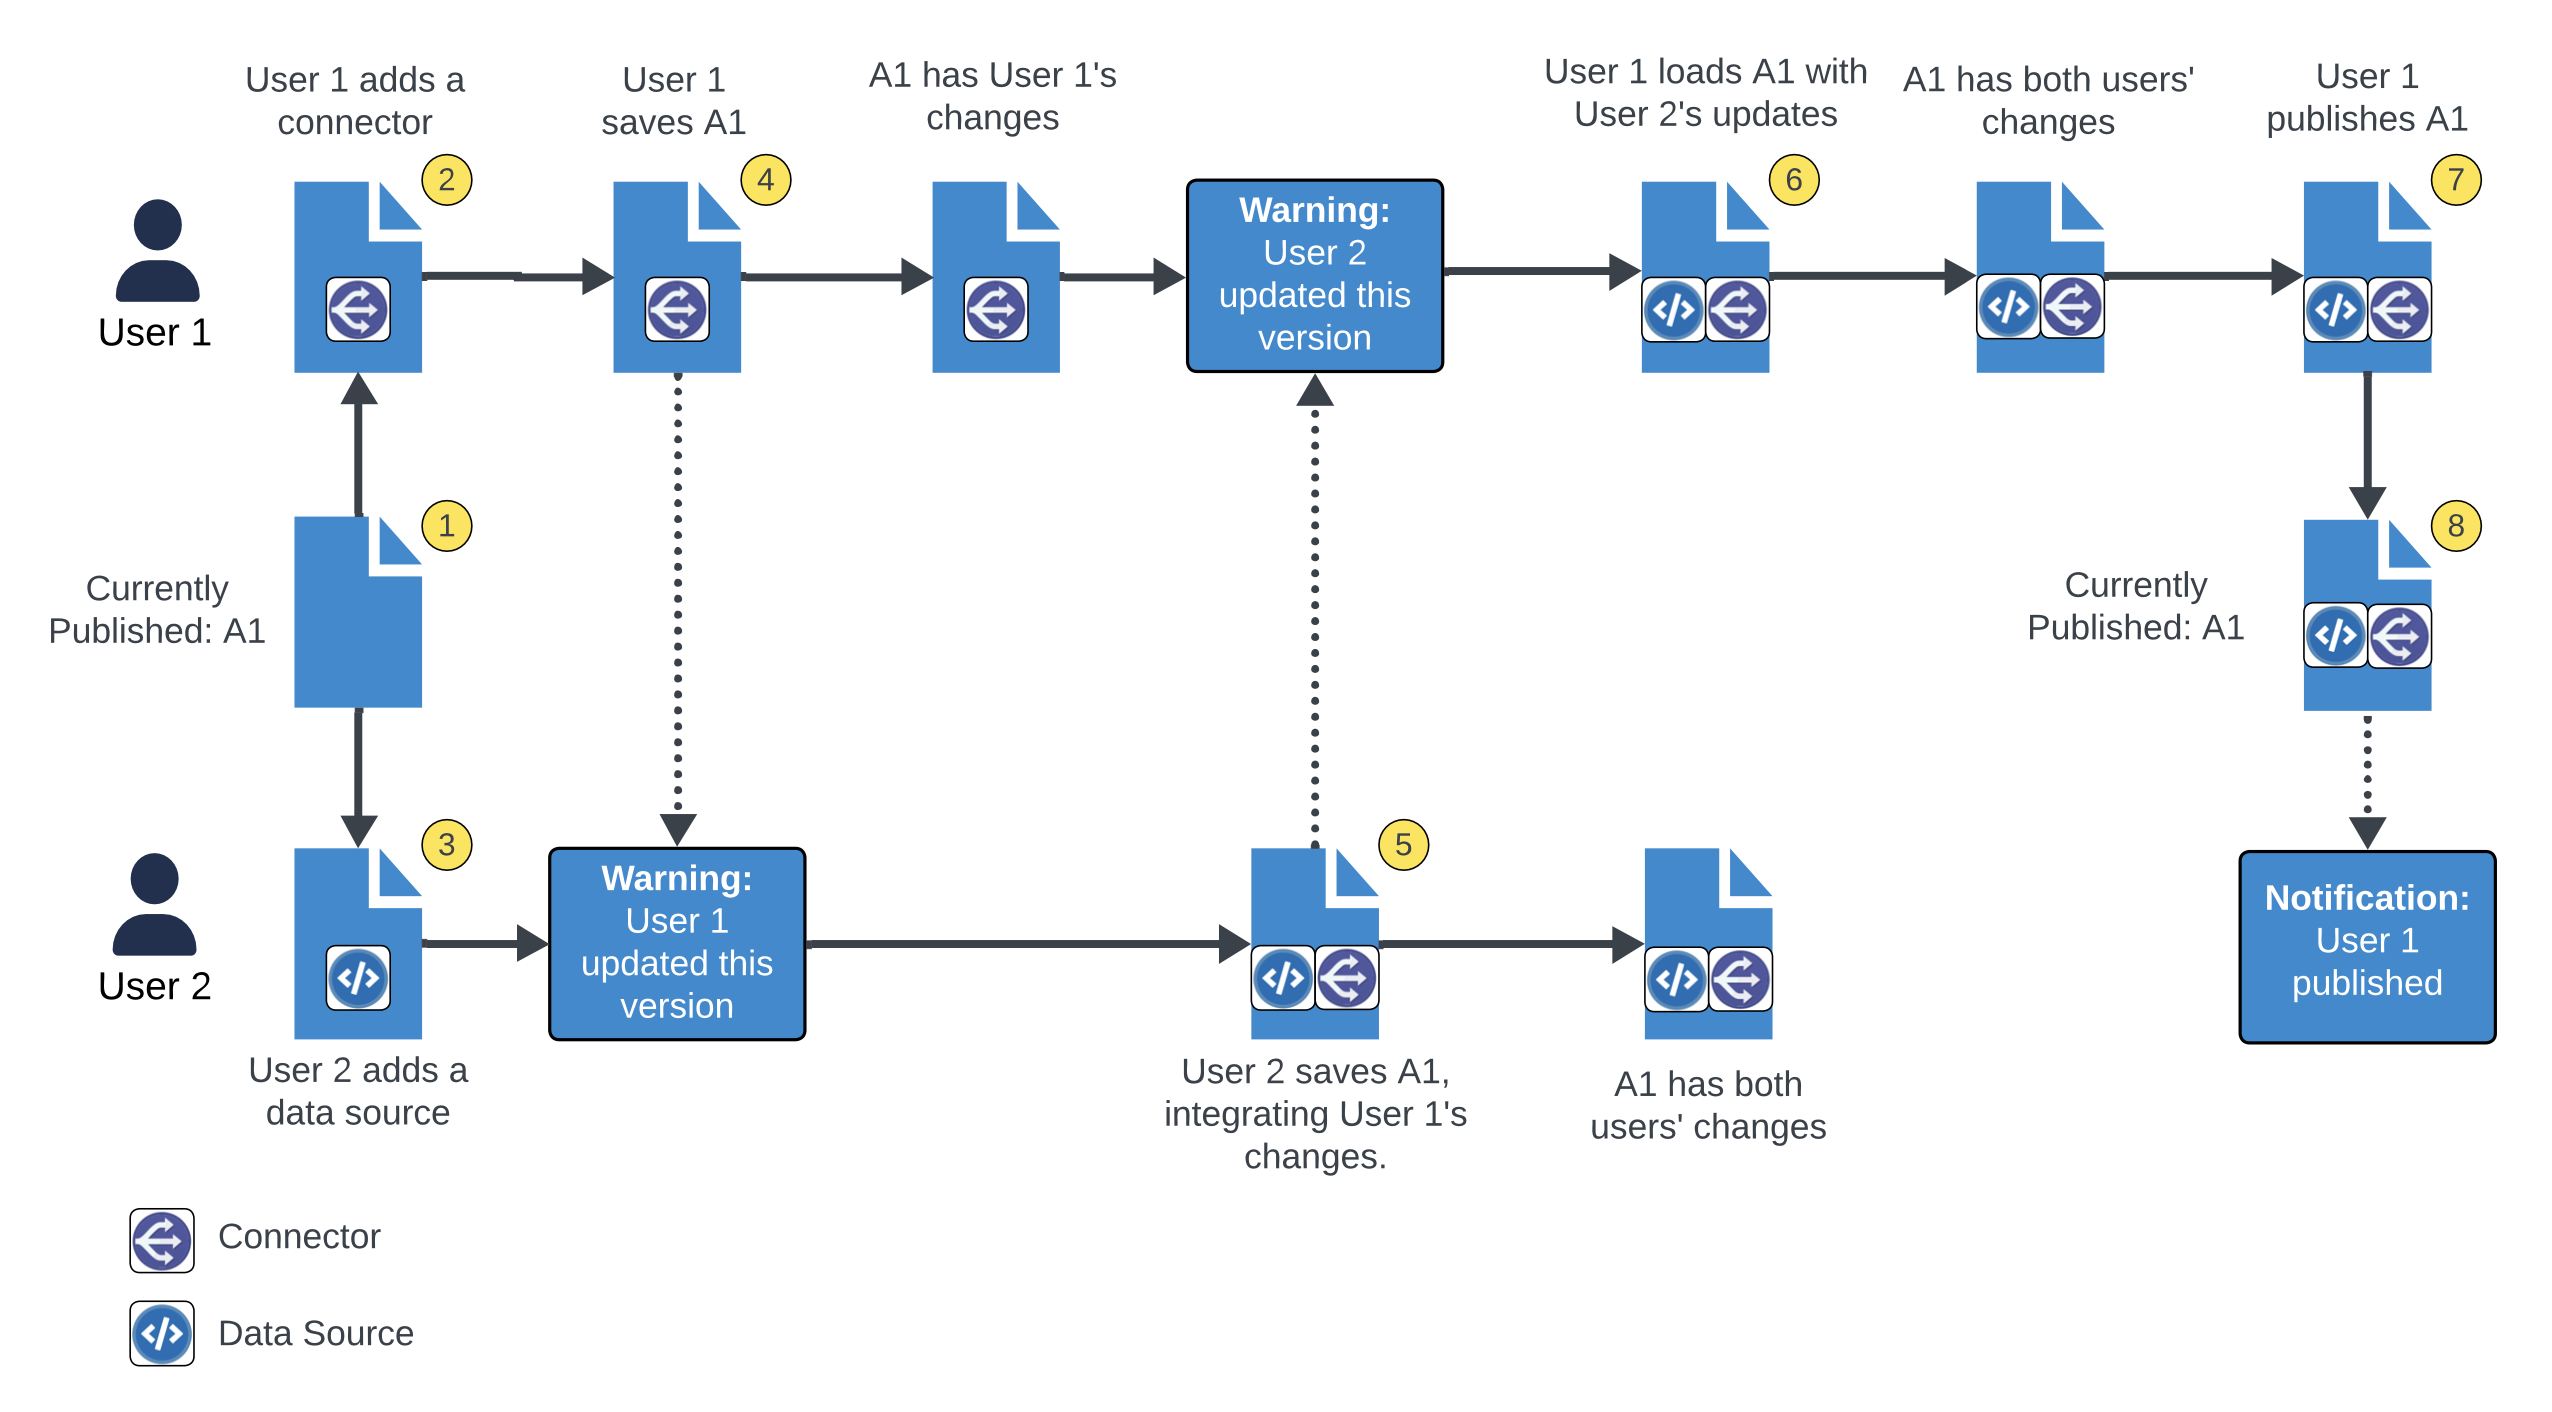 User 1 adds a
connector
2
User 1
saves A1
4
A1 has User 1's
changes
Warning:
User 2
updated this
version
User 1 loads A1 with
User 2's updates
6
A1 has both users'
changes
User 1
publishes A1
7
User 1
1
Currently
Published: A1
8
Currently
Published: A1
User 2
3
User 2 adds a
data source
Warning:
User 1
updated this
version
5
User 2 saves A1,
integrating User 1's
changes.
A1 has both
users' changes
Notification:
User 1
published
Connector
Data Source